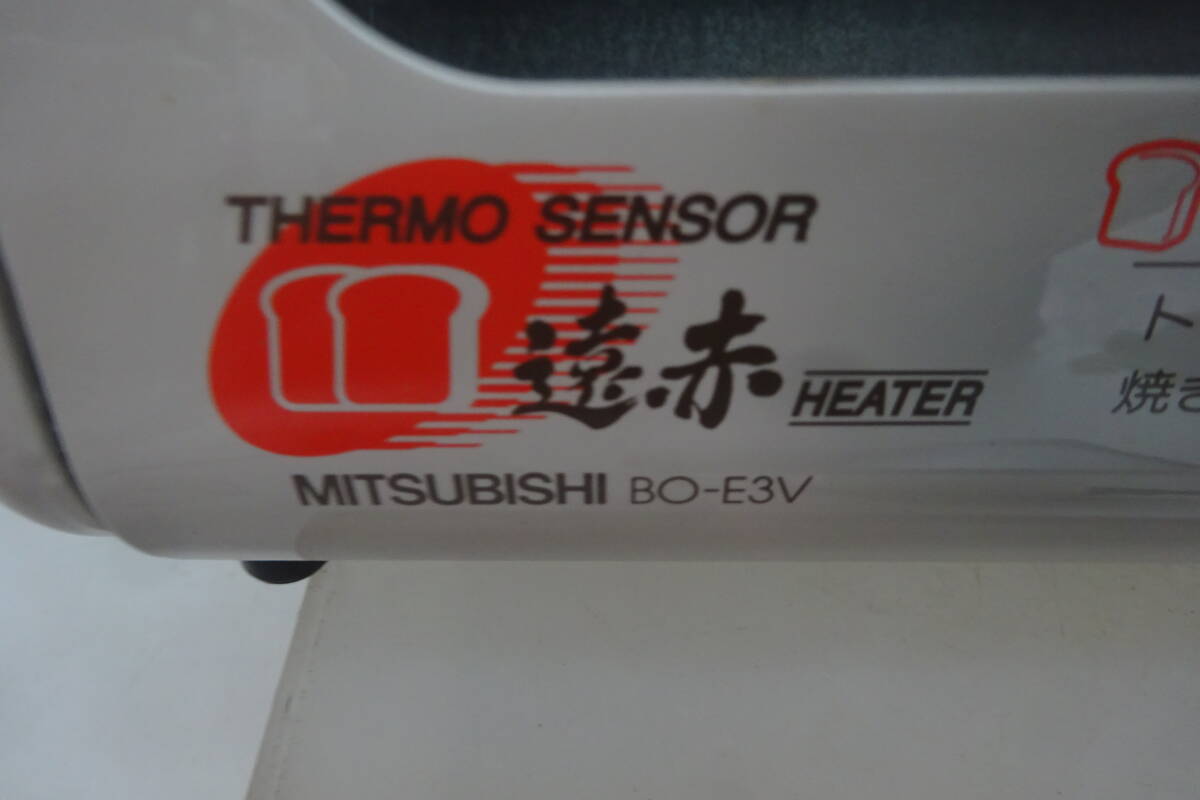 THERMO SENSOR
遠赤 HEATER
MITSUBISHI BO-E3V
ト
焼き